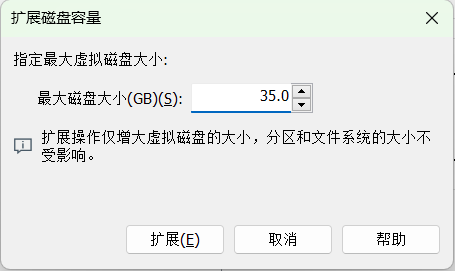 扩展磁盘容量
指定最大虚拟磁盘大小:
最大磁盘大小(GB)(S): 35.0
扩展操作仅增大虚拟磁盘的大小，分区和文件系统的大小不
受影响。
扩展(E) 取消 帮助